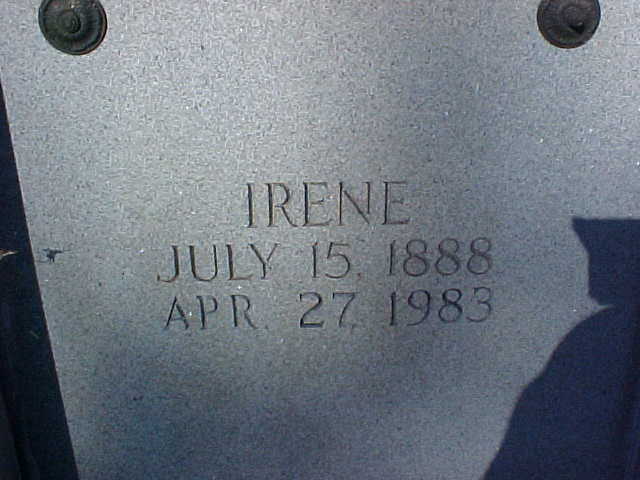 IRENE
JULY 15, 1888
APR. 27, 1983